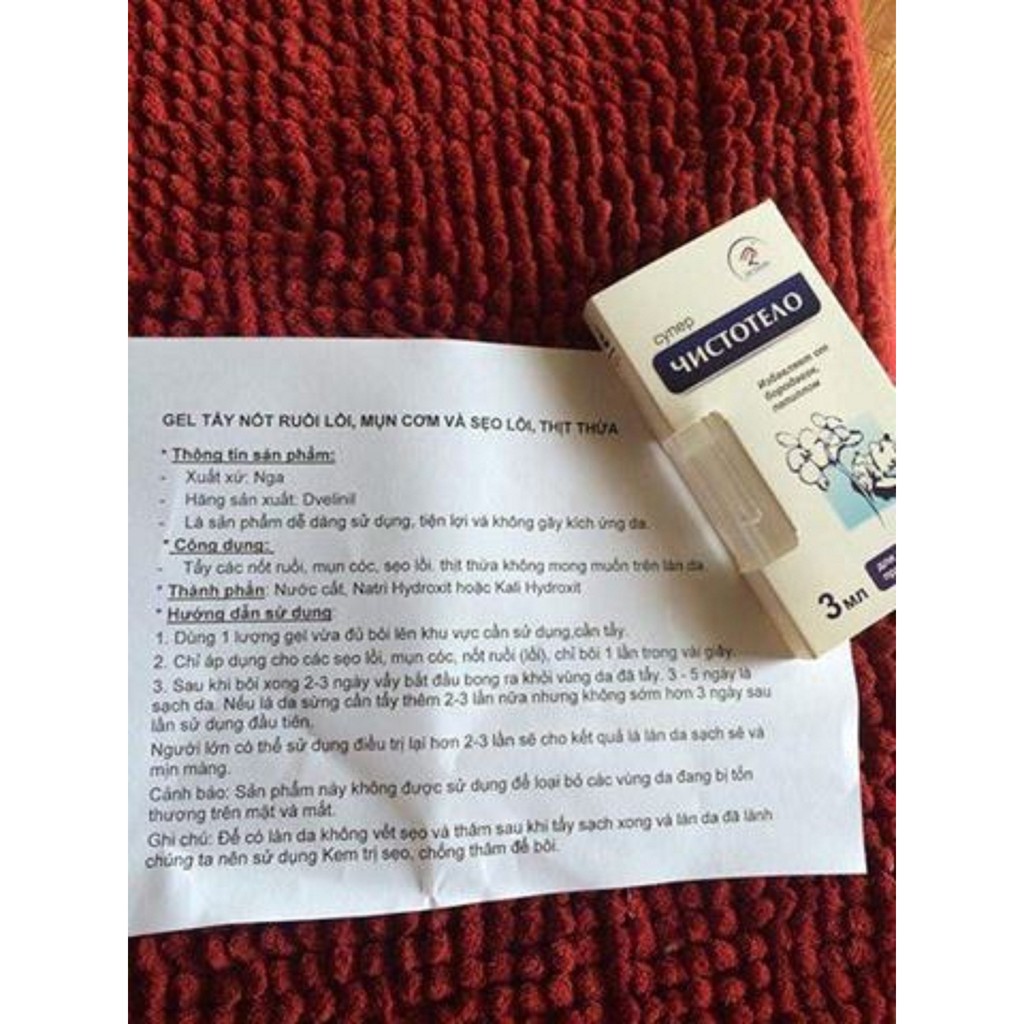 супер
ЧИСТОТЕЛО
Избавляет от
бородавок,
папиллом
3 мл
GEL TẨY NỐT RUỒI LỒI, MỤN CƠM VÀ SẸO LỒI, THỊT THỪA
* Thông tin sản phẩm:
- Xuất xứ: Nga
- Hãng sản xuất: Dvelinil
- Là sản phẩm dễ dàng sử dụng, tiện lợi và không gây kích ứng da.
* Công dụng:
- Tẩy các nốt ruồi, mụn cóc, sẹo lồi, thịt thừa không mong muốn trên làn da
* Thành phần: Nước cất, Natri Hydroxit hoặc Kali Hydroxit
* Hướng dẫn sử dụng
1. Dùng 1 lượng gel vừa đủ bôi lên khu vực cần sử dụng,cần tẩy.
2. Chỉ áp dụng cho các sẹo lồi, mụn cóc, nốt ruồi (lồi), chỉ bôi 1 lần trong vài giây.
3. Sau khi bôi xong 2-3 ngày vẩy bắt đầu bong ra khỏi vùng da đã tẩy. 3 - 5 ngày là
sạch da. Nếu là da sừng cần tẩy thêm 2-3 lần nữa nhưng không sớm hơn 3 ngày sau
lần sử dụng đầu tiên.
Người lớn có thể sử dụng điều trị lại hơn 2-3 lần sẽ cho kết quả là làn da sạch sẽ và
mịn màng.
Cảnh báo: Sản phẩm này không được sử dụng để loại bỏ các vùng da đang bị tổn
thương trên mặt và mắt.
Ghi chú: Để có làn da không vết sẹo và thâm sau khi tẩy sạch xong và làn da đã lành
chúng ta nên sử dụng Kem trị sẹo, chống thâm để bôi.